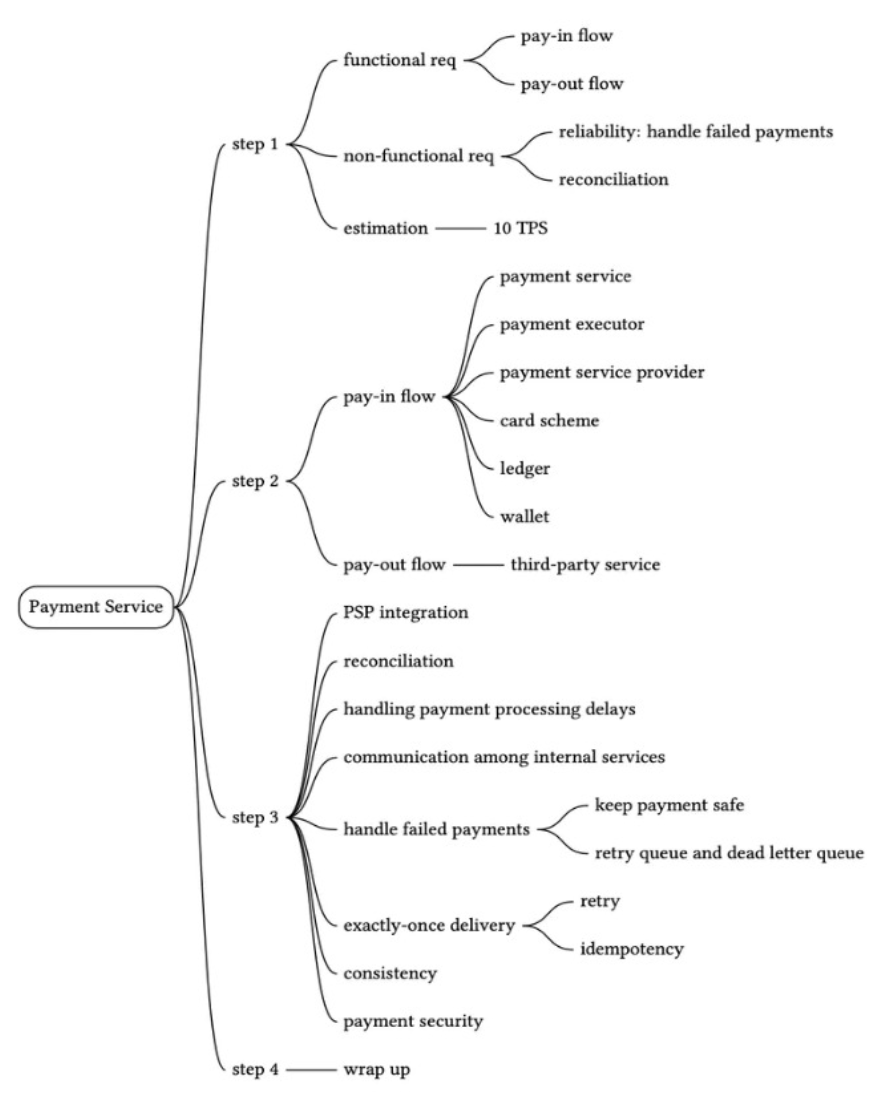 Payment Service
step 1
functional req
pay-in flow
pay-out flow
non-functional req
reliability: handle failed payments
reconciliation
estimation
10 TPS
step 2
pay-in flow
payment service
payment executor
payment service provider
card scheme
ledger
wallet
pay-out flow
third-party service
step 3
PSP integration
reconciliation
handling payment processing delays
communication among internal services
handle failed payments
keep payment safe
retry queue and dead letter queue
exactly-once delivery
retry
idempotency
consistency
payment security
step 4
wrap up